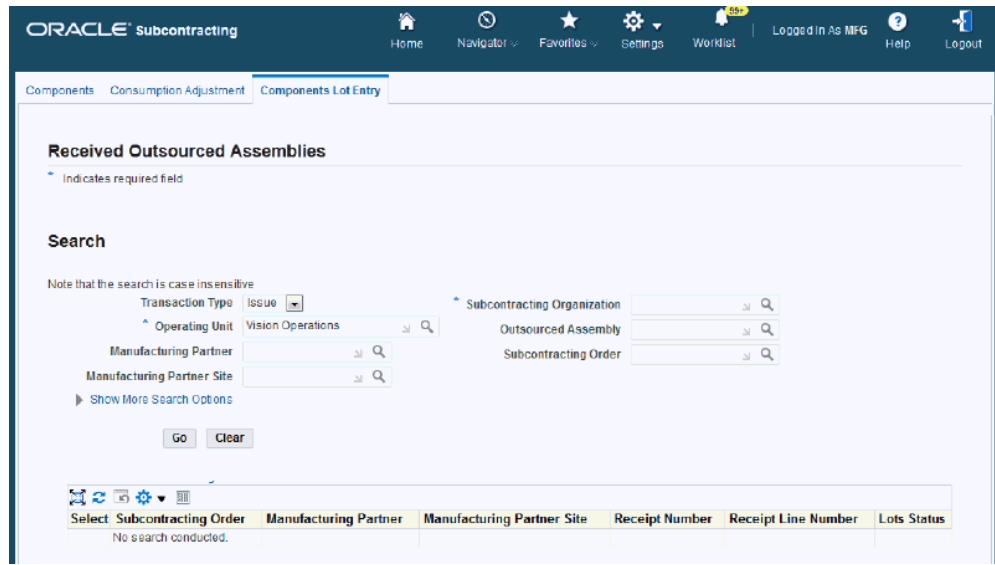 ORACLE® Subcontracting
Home
Navigator
Favorites
Settings
99+
Worklist
Logged In As MFG
Help
Logout
Components Consumption Adjustment Components Lot Entry
Received Outsourced Assemblies
* Indicates required field
Search
Note that the search is case insensitive
Transaction Type Issue
* Subcontracting Organization
* Operating Unit Vision Operations
Outsourced Assembly
Manufacturing Partner
Subcontracting Order
Manufacturing Partner Site
Show More Search Options
Go Clear
Select Subcontracting Order Manufacturing Partner Manufacturing Partner Site Receipt Number Receipt Line Number Lots Status
No search conducted.